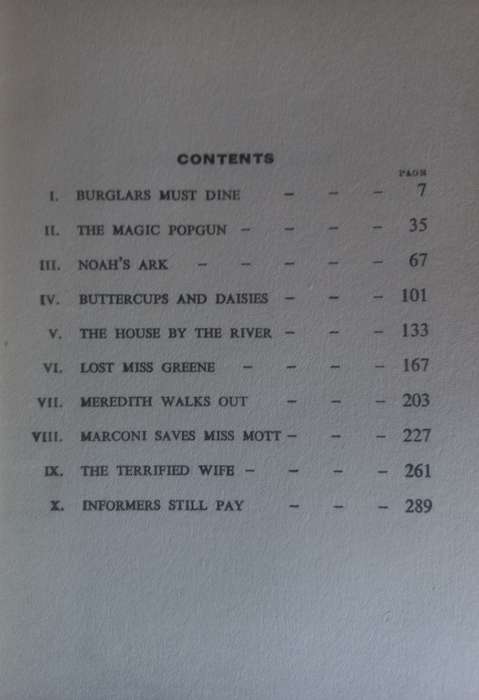 CONTENTS
PAGE
I. BURGLARS MUST DINE – – – 7
II. THE MAGIC POPGUN – – – – 35
III. NOAH'S ARK – – – – – 67
IV. BUTTERCUPS AND DAISIES – – – 101
V. THE HOUSE BY THE RIVER – – – 133
VI. LOST MISS GREENE – – – – 167
VII. MEREDITH WALKS OUT – – – 203
VIII. MARCONI SAVES MISS MOTT – – – 227
IX. THE TERRIFIED WIFE – – – – 261
X. INFORMERS STILL PAY – – – 289